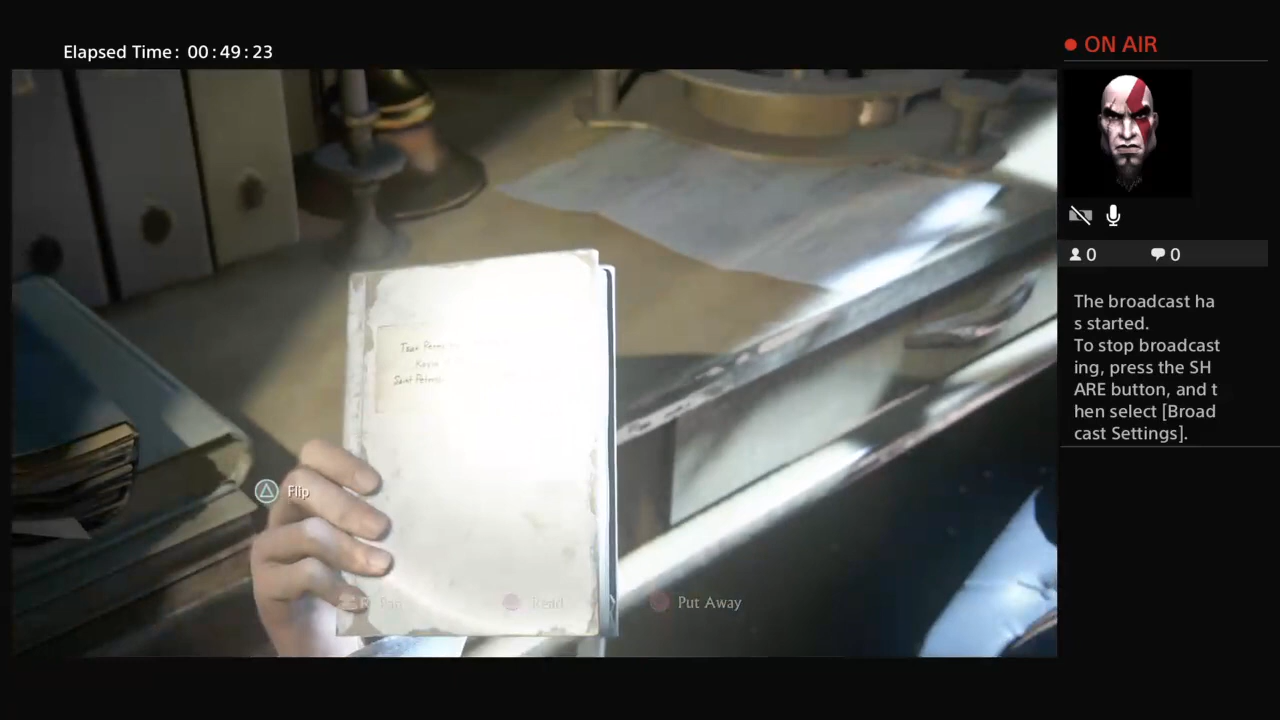 Elapsed Time: 00:49:23
ON AIR
0
0
The broadcast ha
s started.
To stop broadcast
ing, press the SH
ARE button, and t
hen select [Broad
cast Settings].
Flip
R Pan
Read
Put Away